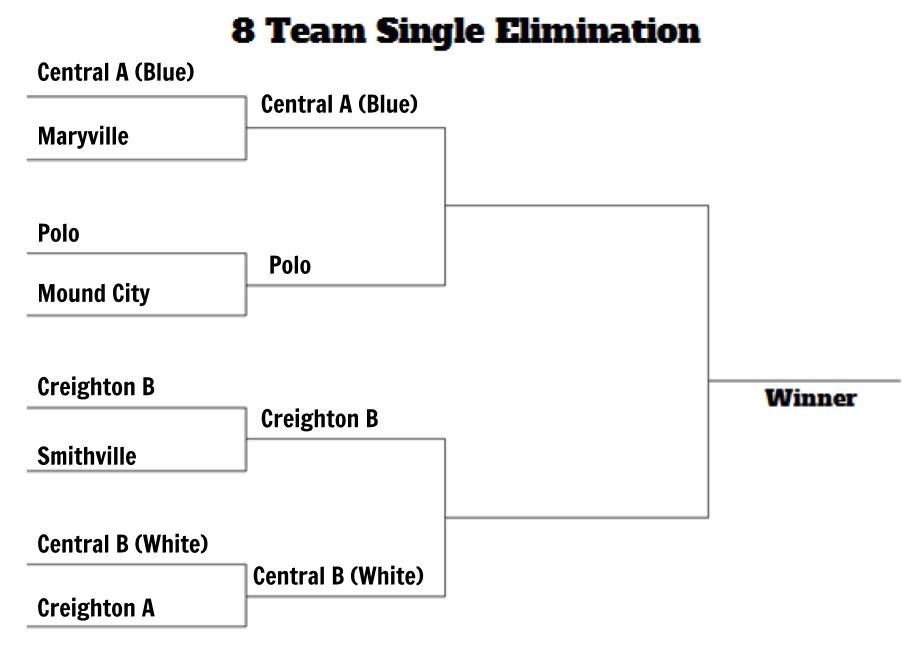 8 Team Single Elimination
Central A (Blue)
Central A (Blue)
Maryville
Polo
Polo
Mound City
Creighton B
Creighton B
Smithville
Central B (White)
Central B (White)
Creighton A
Winner